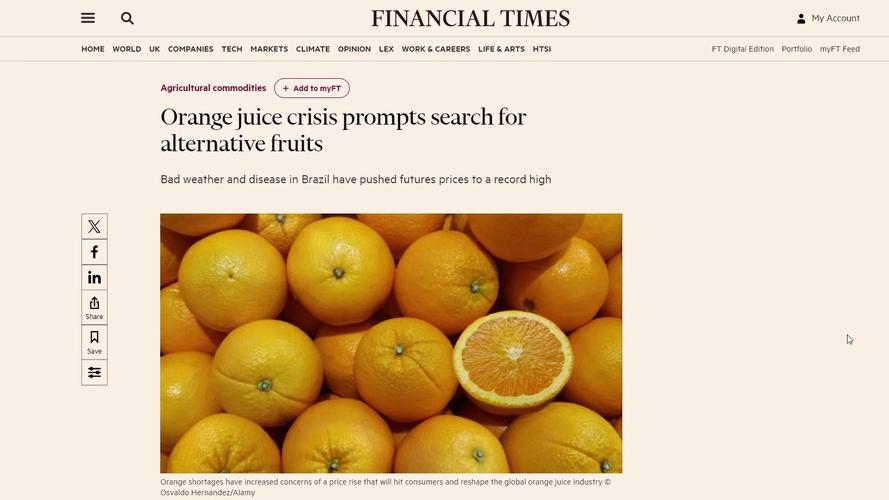 FINANCIAL TIMES
My Account
HOME WORLD UK COMPANIES TECH MARKETS CLIMATE OPINION LEX WORK & CAREERS LIFE & ARTS HTSI
FT Digital Edition Portfolio myFT Feed
Agricultural commodities + Add to myFT
Orange juice crisis prompts search for
alternative fruits
Bad weather and disease in Brazil have pushed futures prices to a record high
Share
Save
Orange shortages have increased concerns of a price rise that will hit consumers and reshape the global orange juice industry ©
Osvaldo Hernandez/Alamy